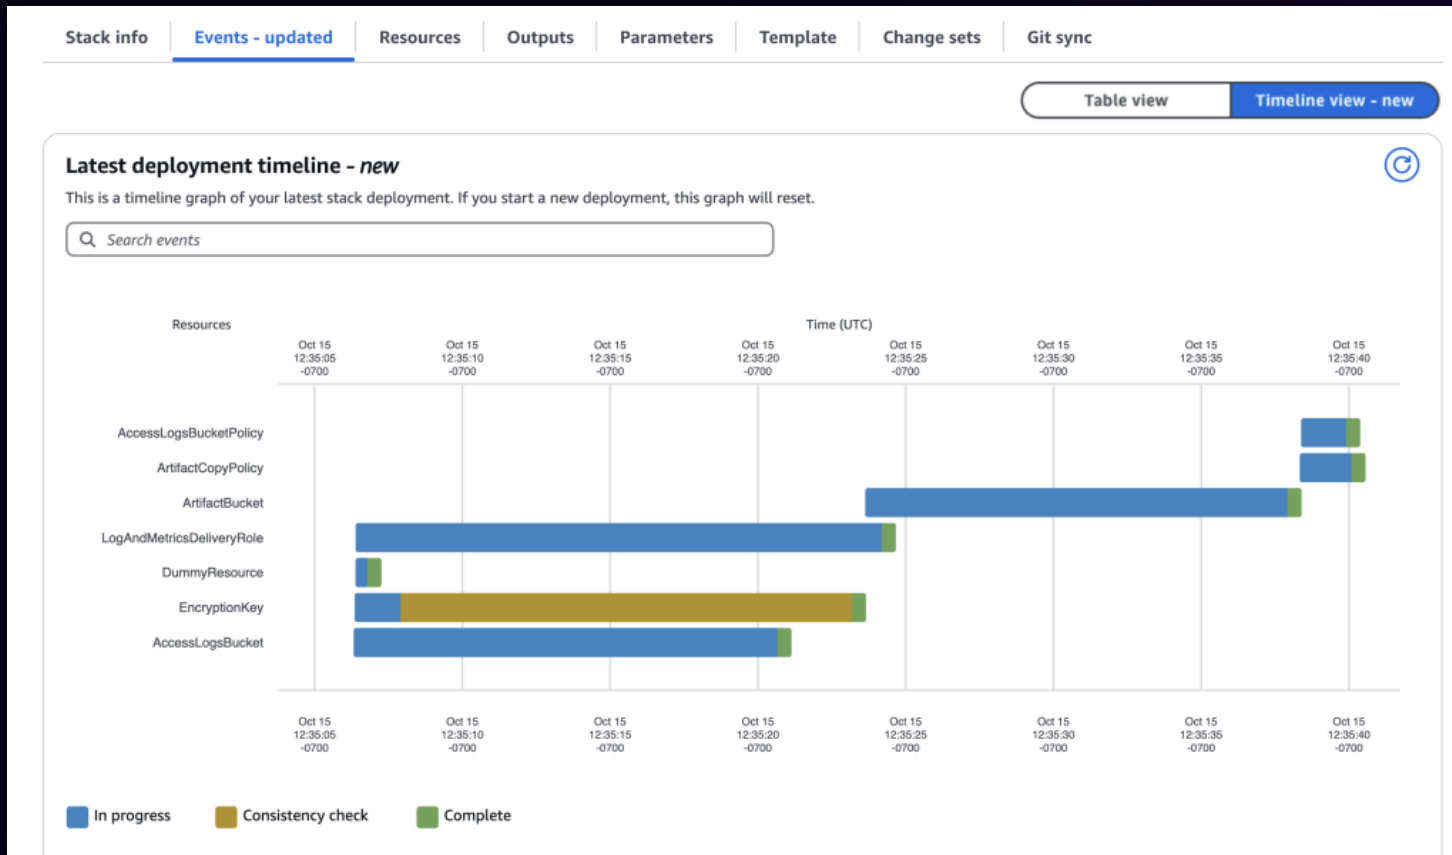 Stack info
Events - updated
Resources
Outputs
Parameters
Template
Change sets
Git sync
Table view
Timeline view - new
Latest deployment timeline - new
This is a timeline graph of your latest stack deployment. If you start a new deployment, this graph will reset.
Search events
Resources
Time (UTC)
Oct 15
12:35:05
-0700
Oct 15
12:35:10
-0700
Oct 15
12:35:15
-0700
Oct 15
12:35:20
-0700
Oct 15
12:35:25
-0700
Oct 15
12:35:30
-0700
Oct 15
12:35:35
-0700
Oct 15
12:35:40
-0700
AccessLogsBucketPolicy
ArtifactCopyPolicy
ArtifactBucket
LogAndMetricsDeliveryRole
DummyResource
EncryptionKey
AccessLogsBucket
Oct 15
12:35:05
-0700
Oct 15
12:35:10
-0700
Oct 15
12:35:15
-0700
Oct 15
12:35:20
-0700
Oct 15
12:35:25
-0700
Oct 15
12:35:30
-0700
Oct 15
12:35:35
-0700
Oct 15
12:35:40
-0700
In progress
Consistency check
Complete